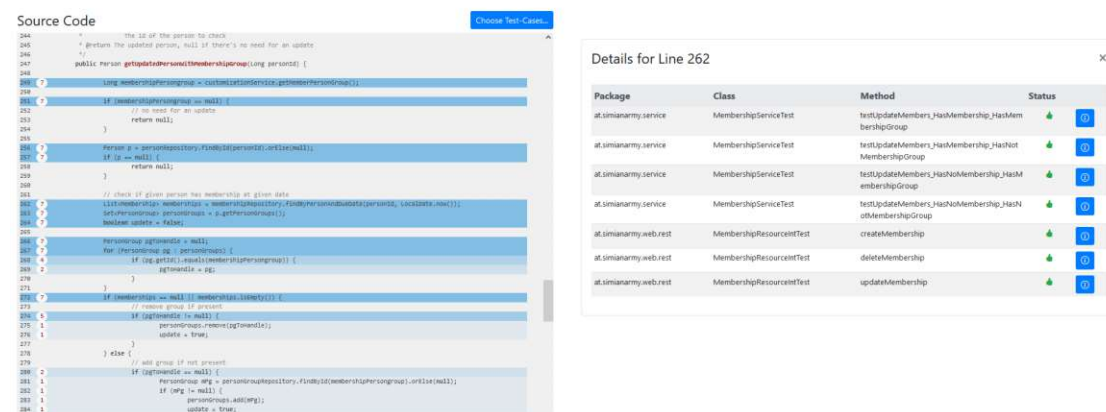 Source Code
Choose Test-Cases...
244 * The id of the person to check
245 * @return The updated person, null if there's no need for an update
246 */
247 public Person getUpdatedPersonWithMembershipGroup(Long personId) {
248
249 7 Long membershipPersongroup = customizationService.getMemberPersonGroup();
250
251 7 if (membershipPersongroup == null) {
252 // no need for an update
253 return null;
254 }
255
256 7 Person p = personRepository.findById(personId).orElse(null);
257 7 if (p == null) {
258 return null;
259 }
260
261 // check if given person has membership at given data
262 7 List<Membership> memberships = membershipRepository.findByPersonAndDueDate(personId, LocalDate.now());
263 7 Set<PersonGroup> personGroups = p.getPersonGroups();
264 7 boolean update = false;
265
266 7 PersonGroup pgToHandle = null;
267 7 for (PersonGroup pg : personGroups) {
268 4 if (pg.getId().equals(membershipPersongroup)) {
269 2 pgToHandle = pg;
270 }
271 }
272 7 if (memberships == null || memberships.isEmpty()) {
273 // remove group if present
274 5 if (pgToHandle != null) {
275 1 personGroups.remove(pgToHandle);
276 1 update = true;
277 }
278 } else {
279 // add group if not present
280 2 if (pgToHandle == null) {
281 1 PersonGroup mPg = personGroupRepository.findById(membershipPersongroup).orElse(null);
282 1 if (mPg != null) {
283 1 personGroups.add(mPg);
284 1 update = true;
Details for Line 262
×
Package Class Method Status
at.simianarmy.service MembershipServiceTest testUpdateMembers_HasMembership_HasMem
bershipGroup
at.simianarmy.service MembershipServiceTest testUpdateMembers_HasMembership_HasNot
MembershipGroup
at.simianarmy.service MembershipServiceTest testUpdateMembers_HasNoMembership_HasM
embershipGroup
at.simianarmy.service MembershipServiceTest testUpdateMembers_HasNoMembership_HasN
otMembershipGroup
at.simianarmy.web.rest MembershipResourceIntTest createMembership
at.simianarmy.web.rest MembershipResourceIntTest deleteMembership
at.simianarmy.web.rest MembershipResourceIntTest updateMembership